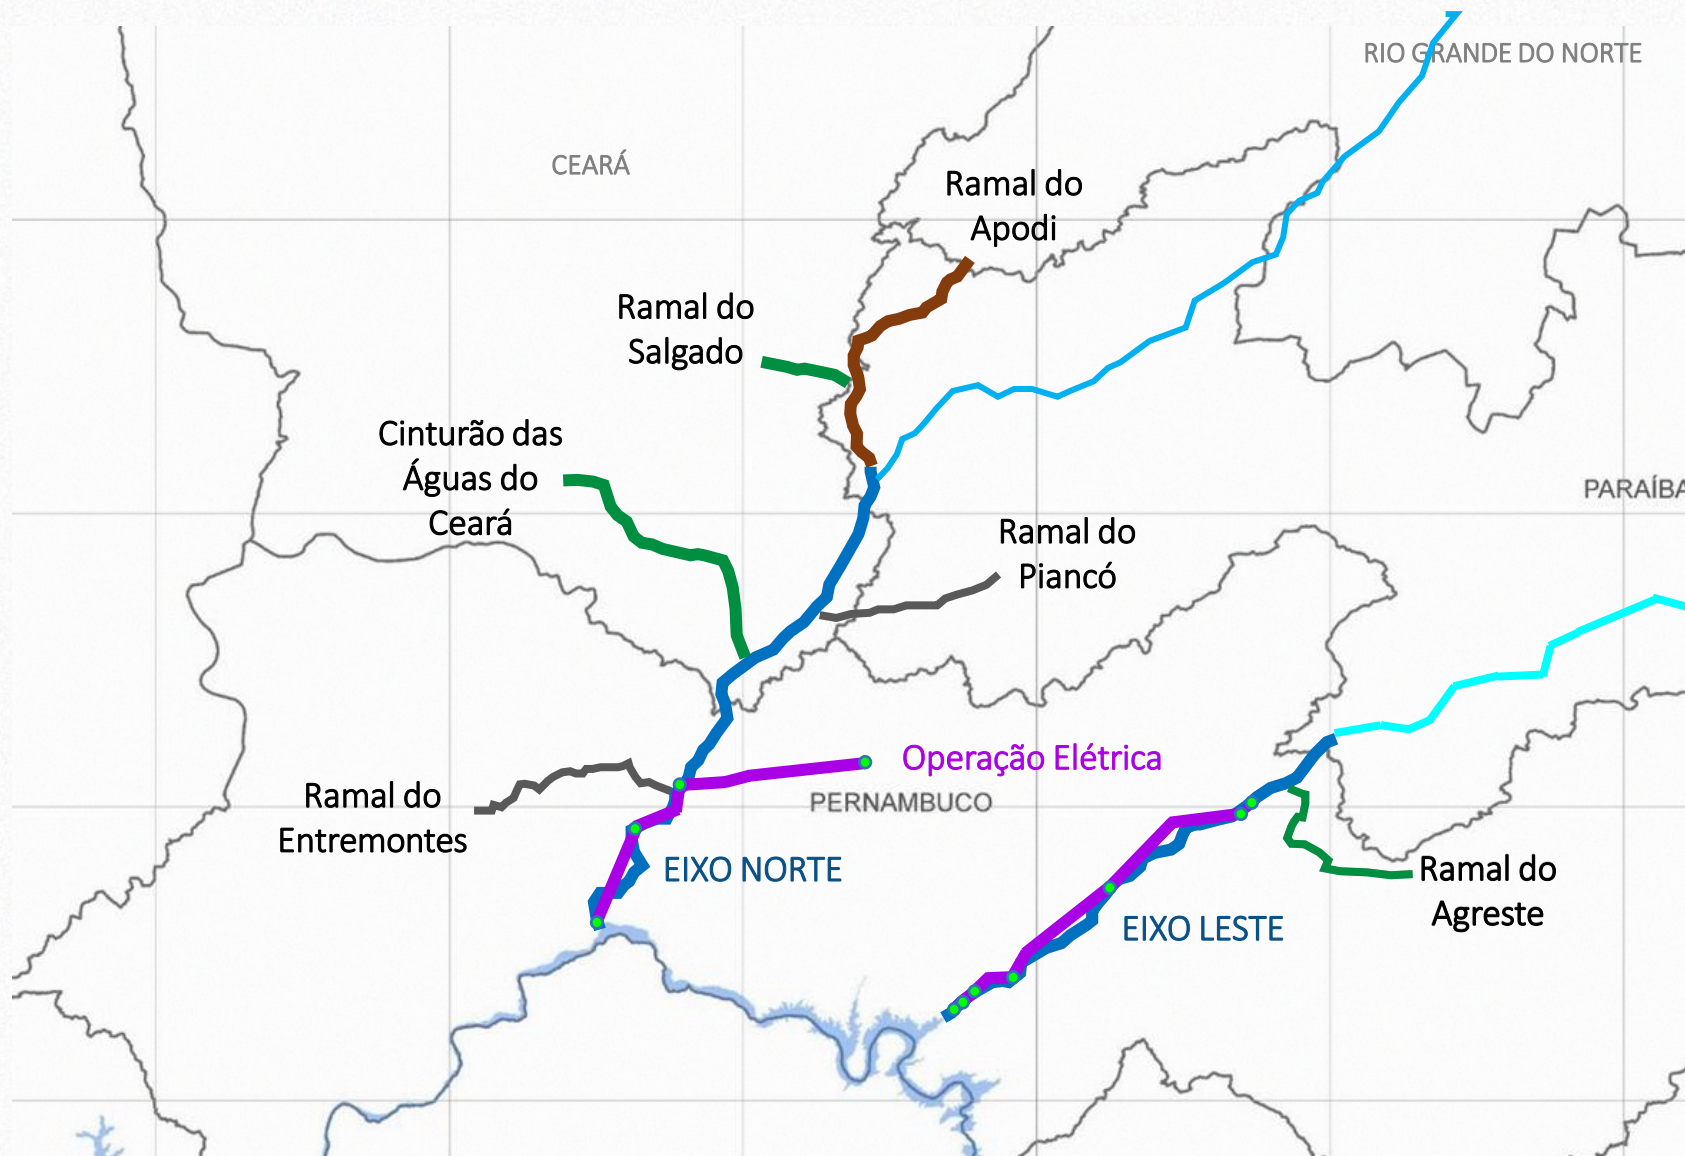 RIO GRANDE DO NORTE
CEARÁ
Ramal do
Apodi
Ramal do
Salgado
Cinturão das
Águas do
Ceará
PARAÍBA
Ramal do
Piancó
Operação Elétrica
Ramal do
Entremontes
PERNAMBUCO
EIXO NORTE
Ramal do
Agreste
EIXO LESTE